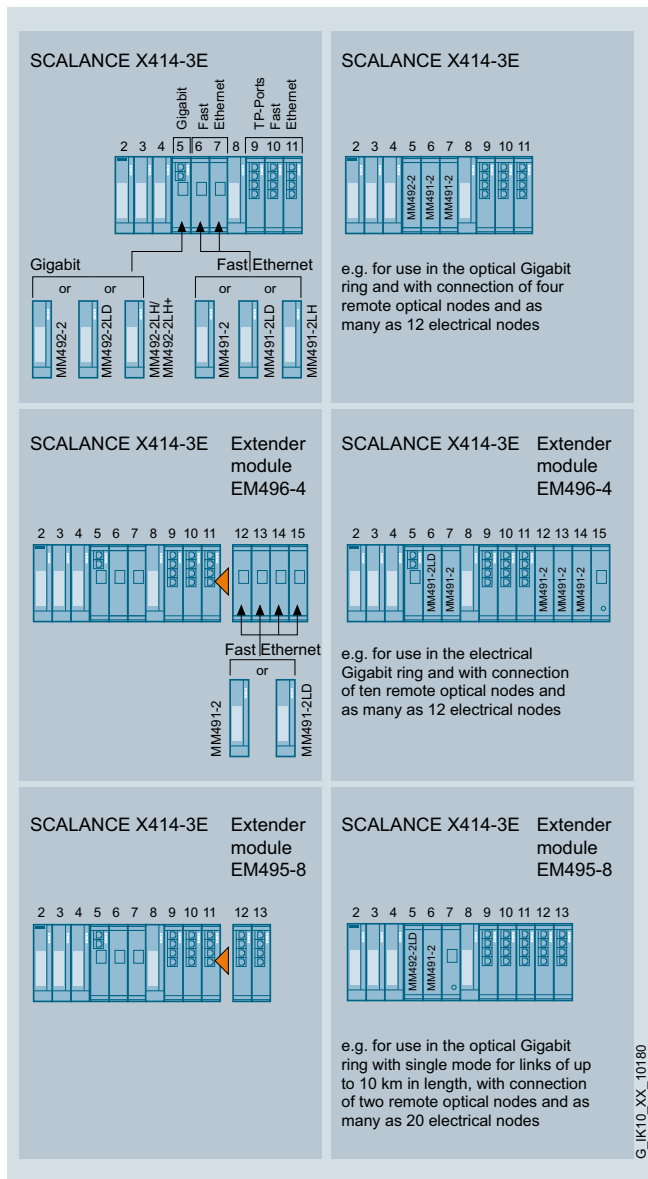 SCALANCE X414-3E
Gigabit
Fast
Ethernet
TP-Ports
Fast
Ethernet
2 3 4 5 6 7 8 9 10 11
Gigabit
Fast Ethernet
or or or or
MM492-2
MM492-2LD
MM492-2LH/
MM492-2LH+
MM491-2
MM491-2LD
MM491-2LH
SCALANCE X414-3E
2 3 4 5 6 7 8 9 10 11
MM492-2
MM491-2
MM491-2
e.g. for use in the optical Gigabit
ring and with connection of four
remote optical nodes and as
many as 12 electrical nodes
SCALANCE X414-3E Extender
module
EM496-4
2 3 4 5 6 7 8 9 10 11 12 13 14 15
Fast Ethernet
or
MM491-2
MM491-2LD
SCALANCE X414-3E Extender
module
EM496-4
2 3 4 5 6 7 8 9 10 11 12 13 14 15
MM491-2LD
MM491-2
MM491-2
MM491-2
MM491-2
e.g. for use in the electrical
Gigabit ring and with connection
of ten remote optical nodes and
as many as 12 electrical nodes
SCALANCE X414-3E Extender
module
EM495-8
2 3 4 5 6 7 8 9 10 11 12 13
SCALANCE X414-3E Extender
module
EM495-8
2 3 4 5 6 7 8 9 10 11 12 13
MM492-2LD
MM491-2
e.g. for use in the optical Gigabit
ring with single mode for links of up
to 10 km in length, with connection
of two remote optical nodes and as
many as 20 electrical nodes
G_IK10_XX_10180